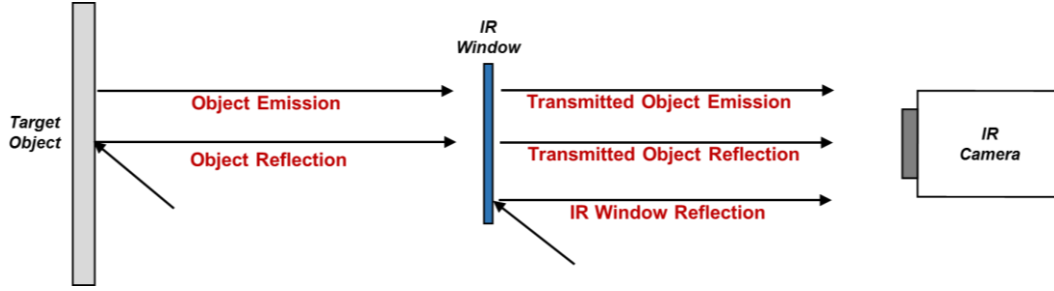 IR
Window
Object Emission
Transmitted Object Emission
Target
Object
Object Reflection
Transmitted Object Reflection
IR
Camera
IR Window Reflection